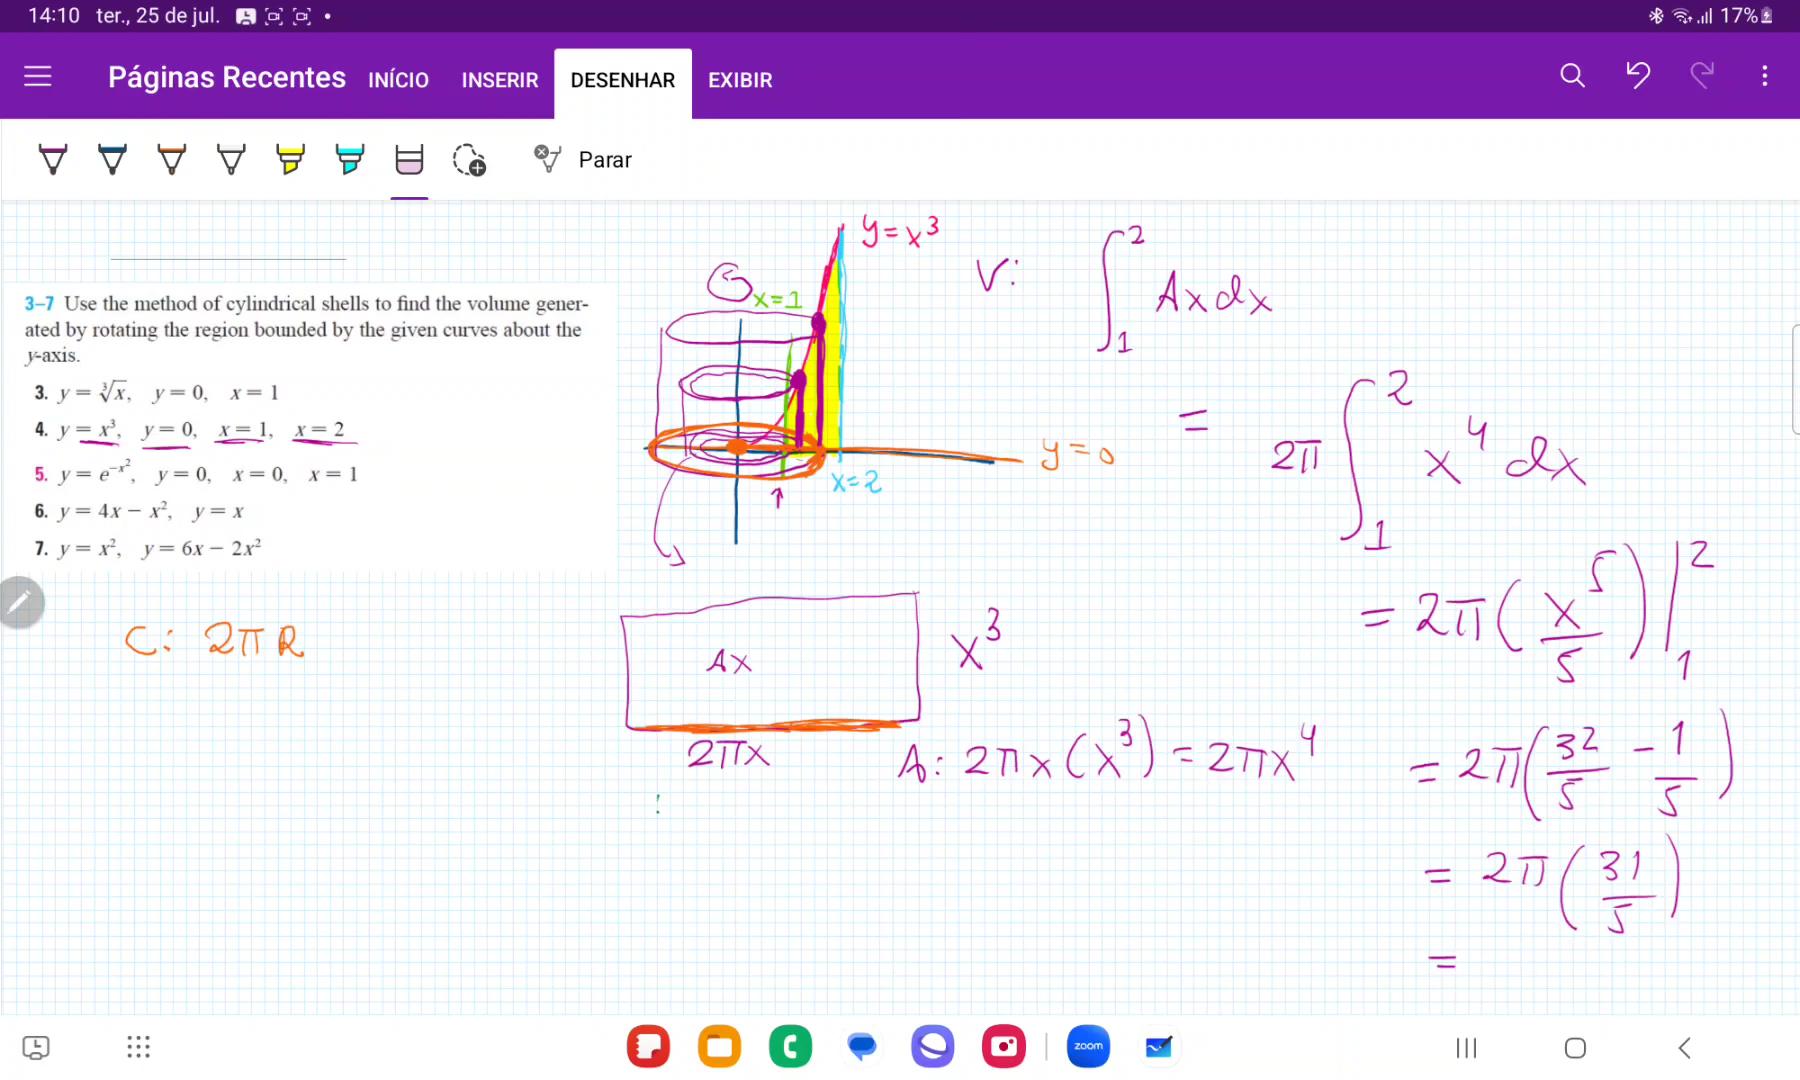 14:10 ter., 25 de jul.
17%
Páginas Recentes INÍCIO INSERIR DESENHAR EXIBIR
Parar
3–7 Use the method of cylindrical shells to find the volume gener-
ated by rotating the region bounded by the given curves about the
y-axis.
3. y = ∛x, y = 0, x = 1
4. y = x³, y = 0, x = 1, x = 2
5. y = e^{-x²}, y = 0, x = 0, x = 1
6. y = 4x − x², y = x
7. y = x², y = 6x − 2x²
C: 2πR
y = x³
x=1
y=0
x=2
Ax
x³
2πx
A: 2πx(x³) = 2πx⁴
V: ∫₁² Ax dx
= 2π ∫₁² x⁴ dx
= 2π(x⁵/5)|₁²
= 2π(32/5 − 1/5)
= 2π(31/5)
=
zoom